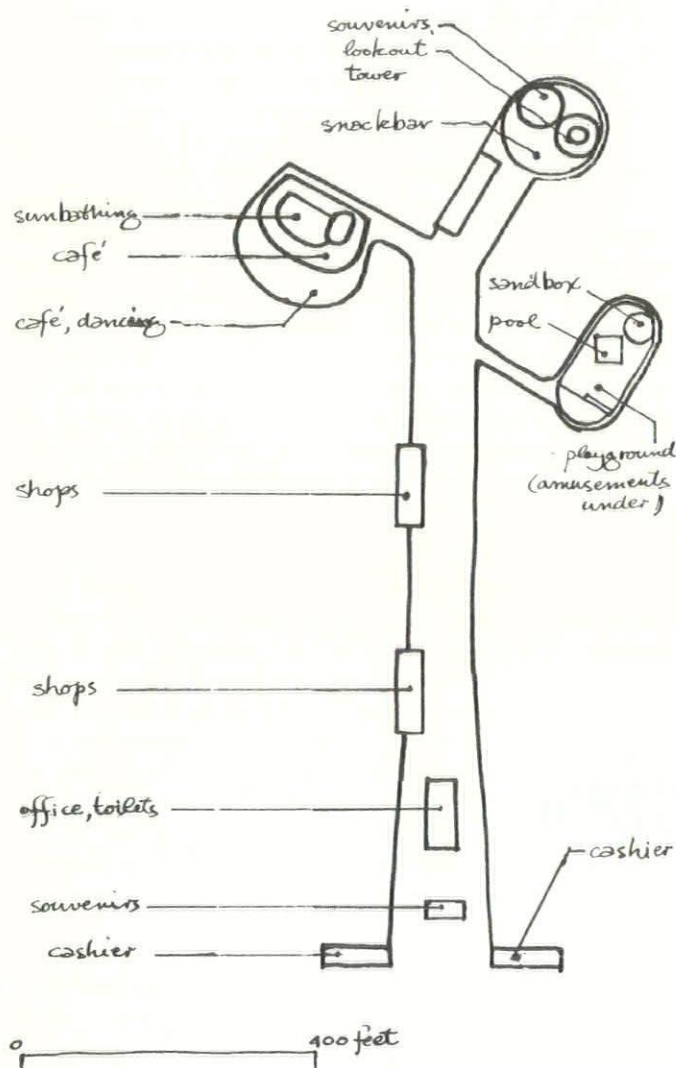 souvenirs,
lookout
tower
snackbar
sunbathing
café
café, dancing
sandbox
pool
playground
(amusements
under)
shops
shops
office, toilets
cashier
souvenirs
cashier
0 400 feet